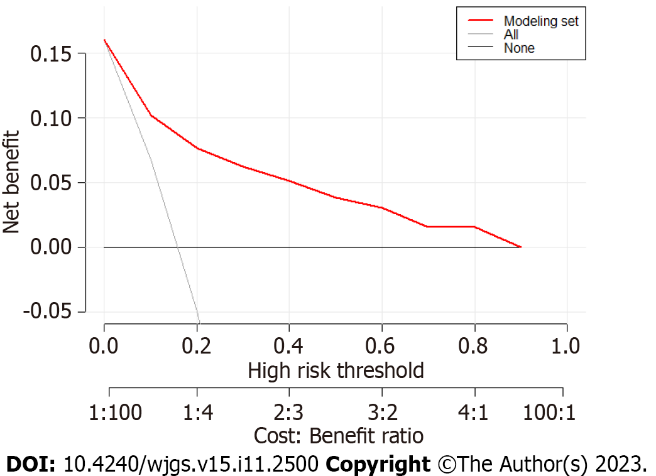 Modeling set
All
None
Net benefit
0.15
0.10
0.05
0.00
-0.05
0.0 0.2 0.4 0.6 0.8 1.0
High risk threshold
1:100 1:4 2:3 3:2 4:1 100:1
Cost: Benefit ratio
DOI: 10.4240/wjgs.v15.i11.2500 Copyright ©The Author(s) 2023.